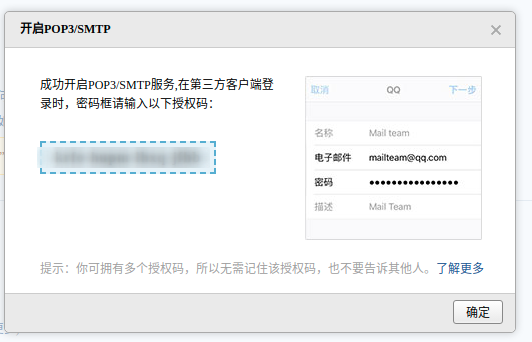 开启POP3/SMTP
成功开启POP3/SMTP服务,在第三方客户端登
录时，密码框请输入以下授权码：
取消 QQ 下一步
名称 Mail team
电子邮件 mailteam@qq.com
密码 ●●●●●●●●●●●●●●●●
描述 Mail Team
提示：你可拥有多个授权码，所以无需记住该授权码，也不要告诉其他人。了解更多
确定